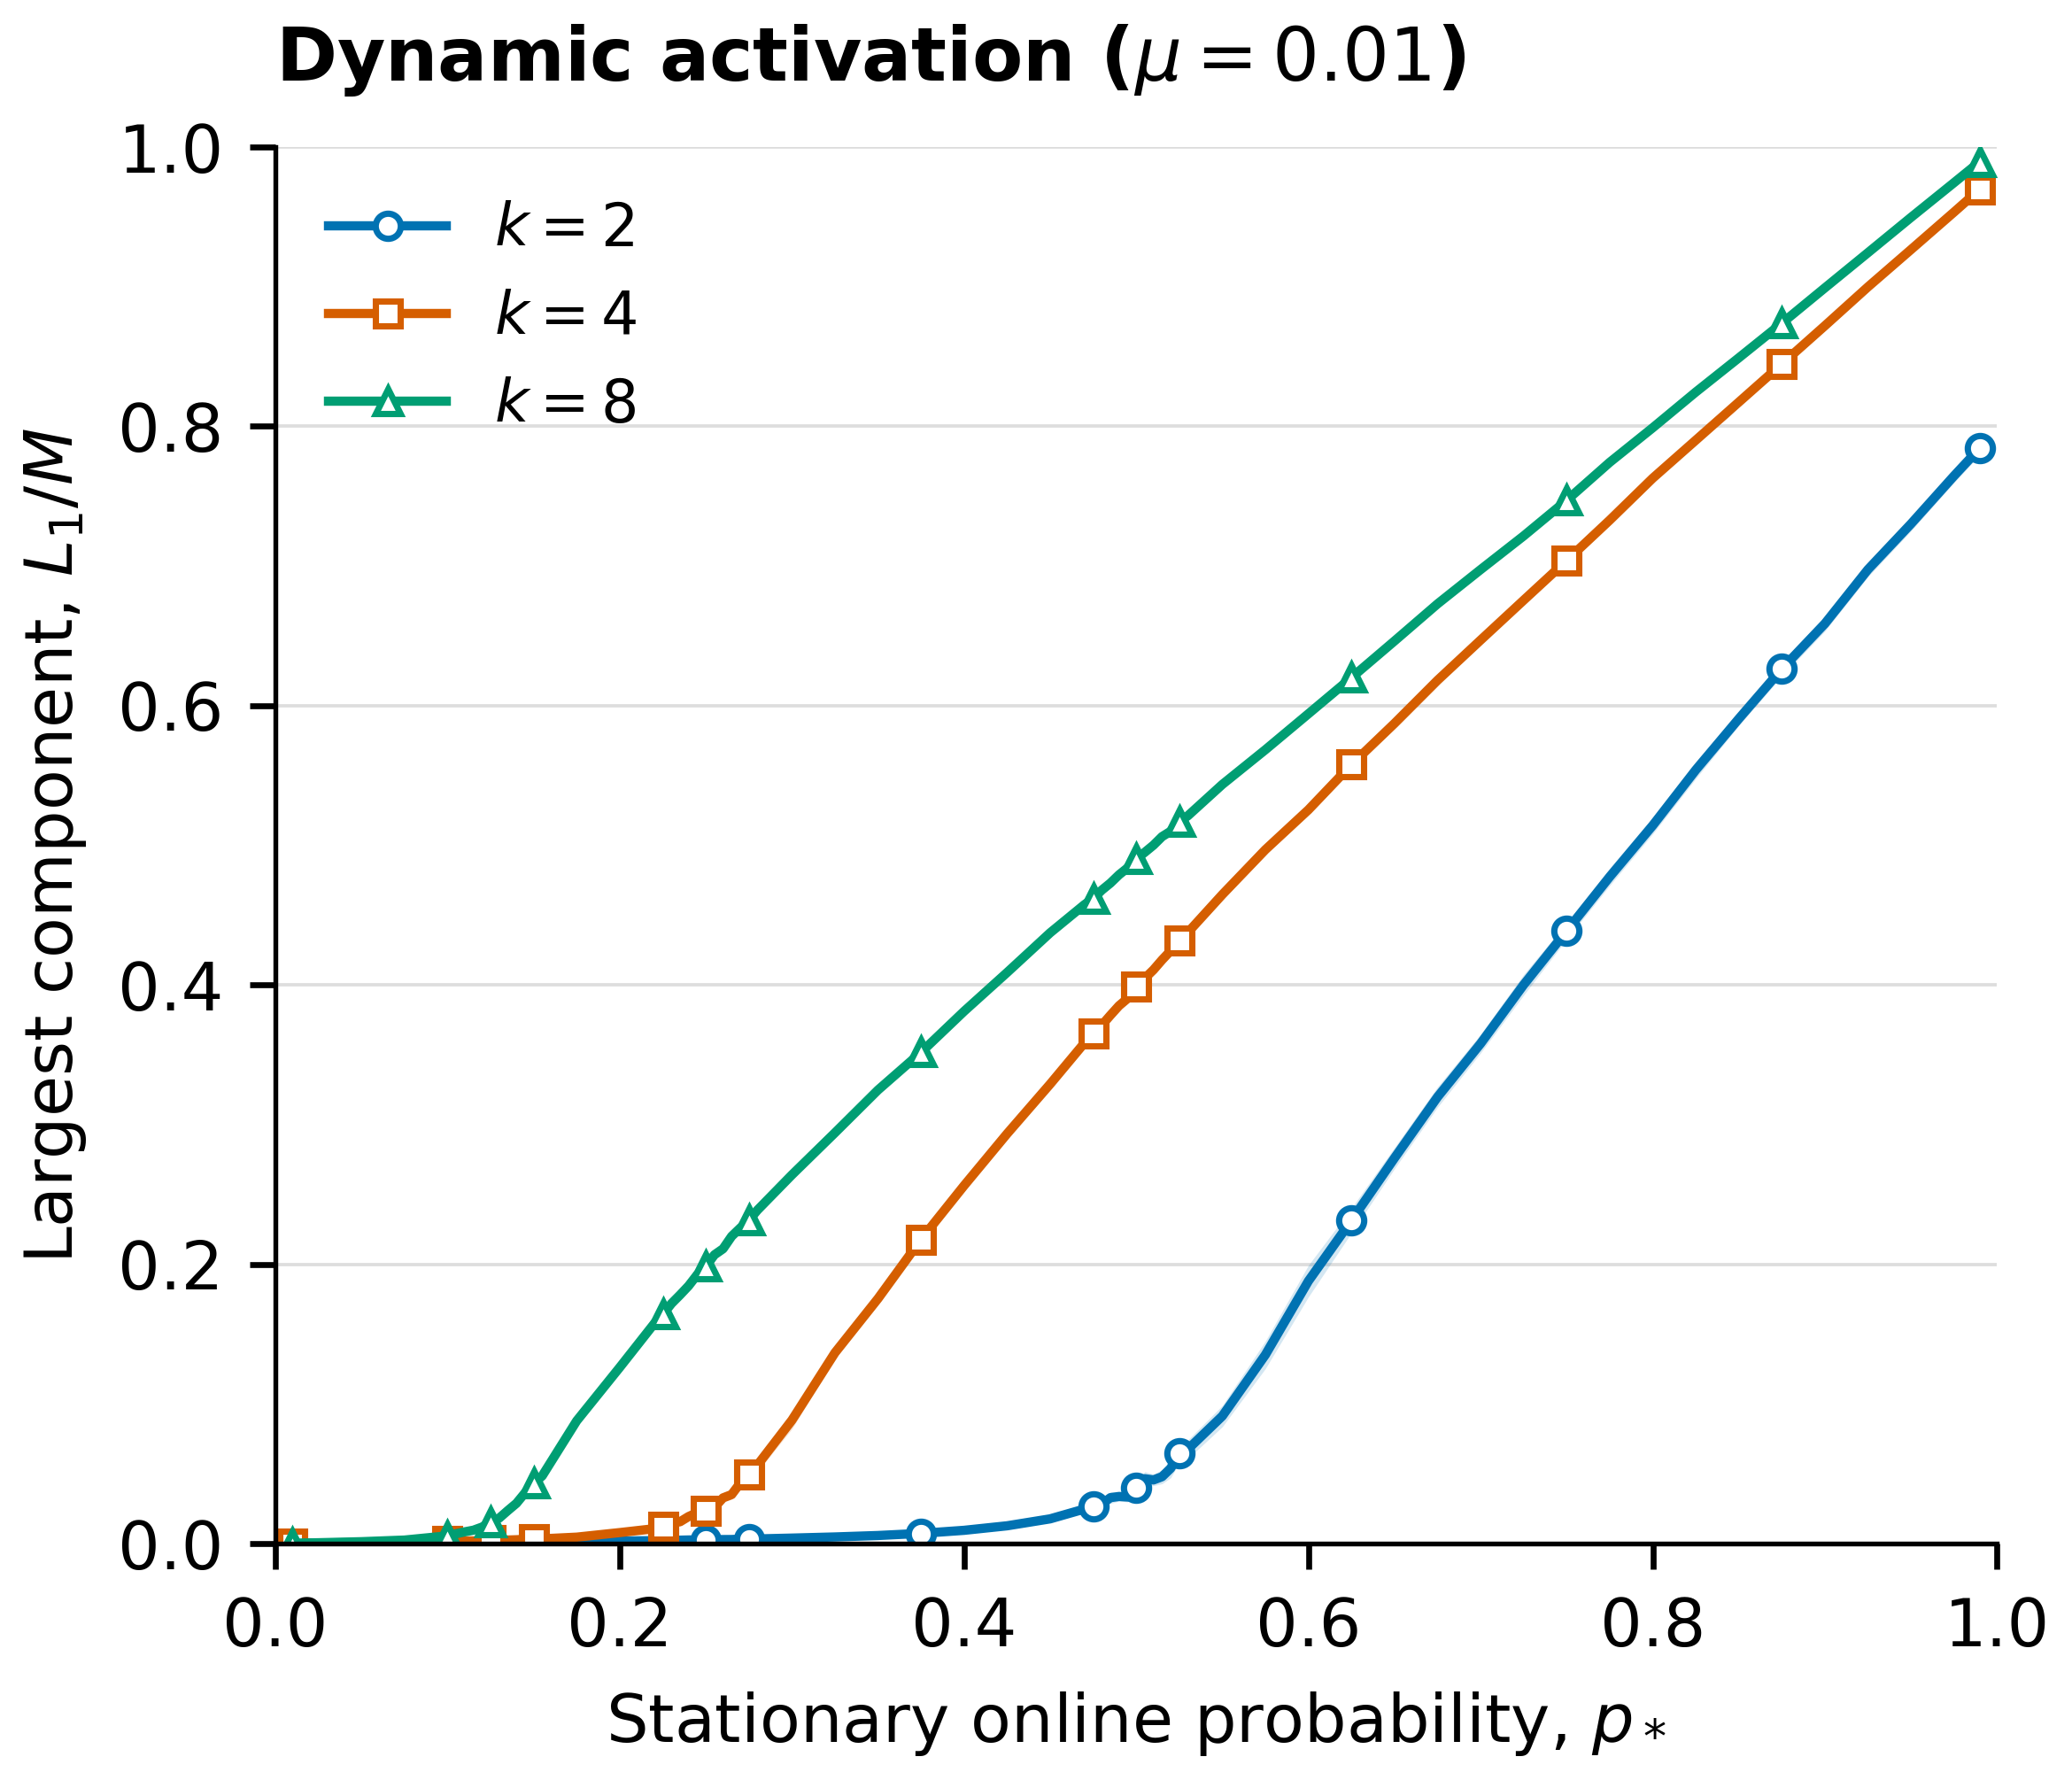 Dynamic activation (μ = 0.01)
1.0
0.8
0.6
0.4
0.2
0.0
Largest component, L₁/M
k = 2
k = 4
k = 8
0.0 0.2 0.4 0.6 0.8 1.0
Stationary online probability, p*